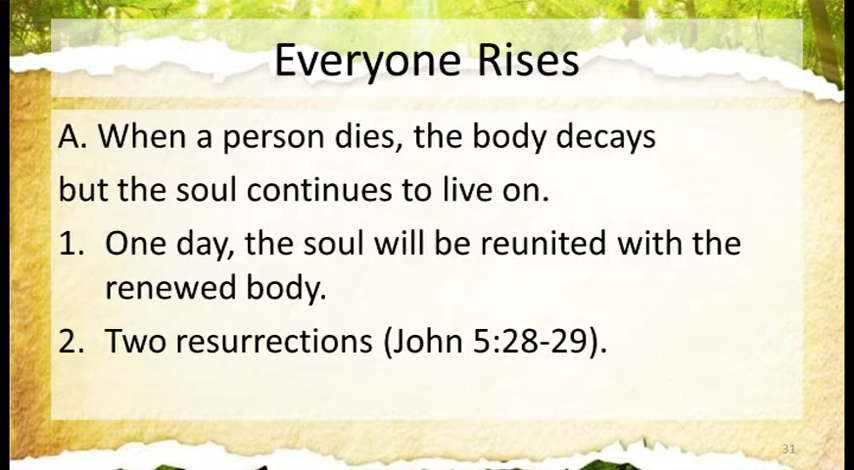 Everyone Rises
A. When a person dies, the body decays
but the soul continues to live on.
1. One day, the soul will be reunited with the
renewed body.
2. Two resurrections (John 5:28-29).
31